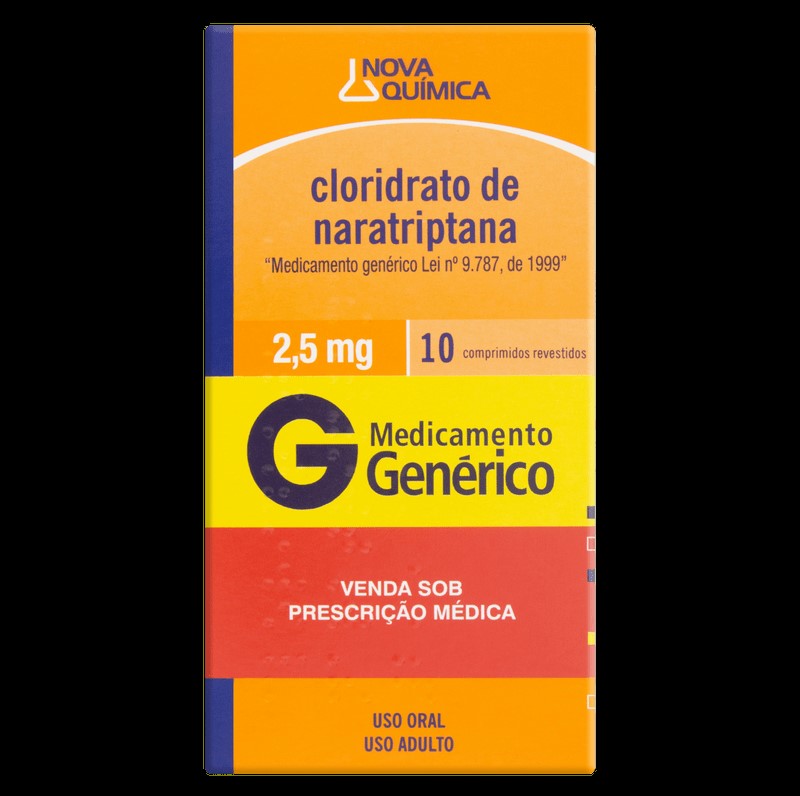 NOVA
QUÍMICA
cloridrato de
naratriptana
“Medicamento genérico Lei nº 9.787, de 1999”
2,5 mg
10 comprimidos revestidos
G
Medicamento
Genérico
VENDA SOB
PRESCRIÇÃO MÉDICA
USO ORAL
USO ADULTO